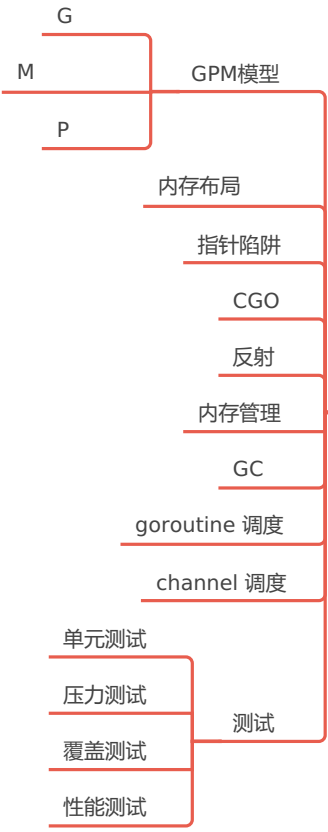 G
M
GPM模型
P
内存布局
指针陷阱
CGO
反射
内存管理
GC
goroutine 调度
channel 调度
单元测试
压力测试
测试
覆盖测试
性能测试